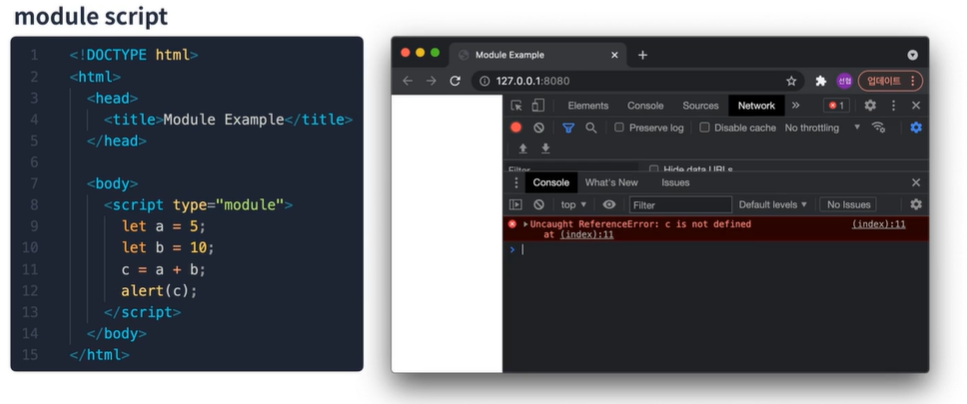 module script
1 <!DOCTYPE html>
2 <html>
3 <head>
4 <title>Module Example</title>
5 </head>
6
7 <body>
8 <script type="module">
9 let a = 5;
10 let b = 10;
11 c = a + b;
12 alert(c);
13 </script>
14 </body>
15 </html>
Module Example
127.0.0.1:8080 선협 업데이트
Elements Console Sources Network » 1
Preserve log Disable cache No throttling
Filter Hide data URLs
Console What's New Issues
top Filter Default levels No Issues
Uncaught ReferenceError: c is not defined (index):11
at (index):11